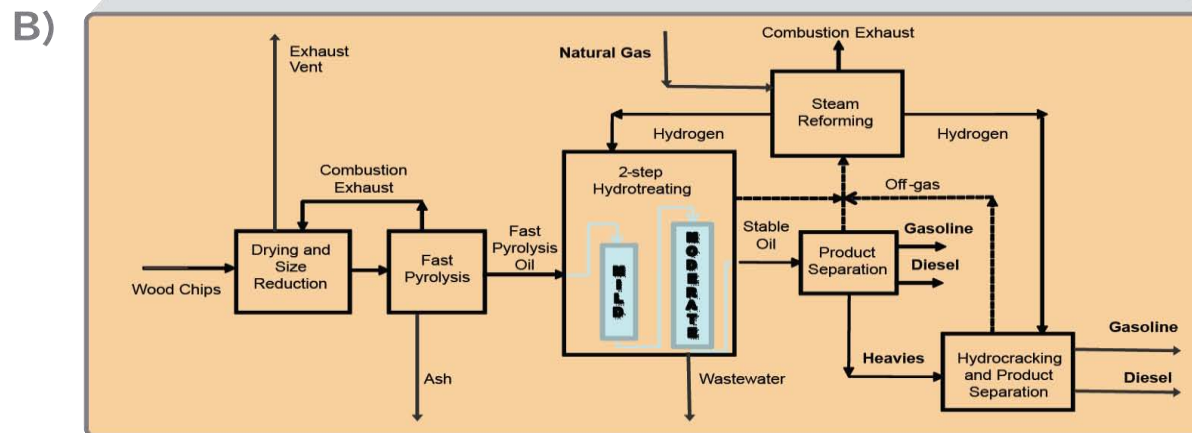 B)
Exhaust
Vent
Natural Gas
Combustion Exhaust
Steam
Reforming
Hydrogen
Hydrogen
Combustion
Exhaust
2-step
Hydrotreating
Off-gas
Drying and
Size
Reduction
Fast
Pyrolysis
Fast
Pyrolysis
Oil
MILD
MODERATE
Stable
Oil
Product
Separation
Gasoline
Diesel
Wood Chips
Ash
Wastewater
Heavies
Hydrocracking
and Product
Separation
Gasoline
Diesel